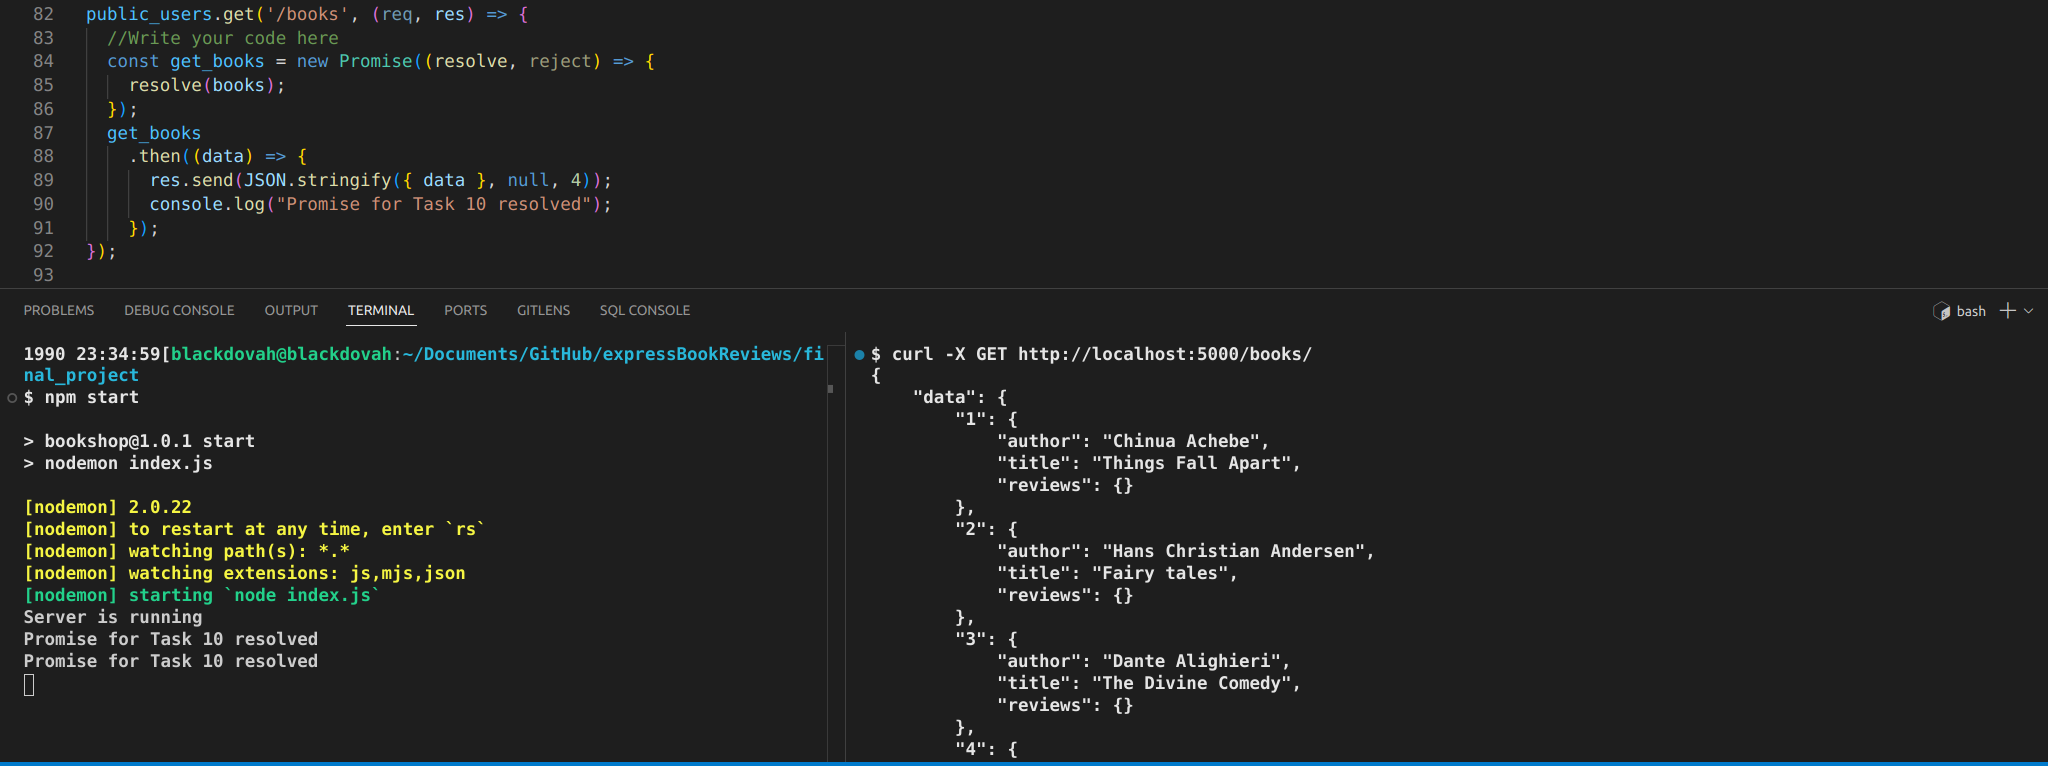 82 public_users.get('/books', (req, res) => {
83 //Write your code here
84 const get_books = new Promise((resolve, reject) => {
85 resolve(books);
86 });
87 get_books
88 .then((data) => {
89 res.send(JSON.stringify({ data }, null, 4));
90 console.log("Promise for Task 10 resolved");
91 });
92 });
93
PROBLEMS DEBUG CONSOLE OUTPUT TERMINAL PORTS GITLENS SQL CONSOLE bash
1990 23:34:59[blackdovah@blackdovah:~/Documents/GitHub/expressBookReviews/fi
nal_project
$ npm start
> bookshop@1.0.1 start
> nodemon index.js
[nodemon] 2.0.22
[nodemon] to restart at any time, enter `rs`
[nodemon] watching path(s): *.*
[nodemon] watching extensions: js,mjs,json
[nodemon] starting `node index.js`
Server is running
Promise for Task 10 resolved
Promise for Task 10 resolved
$ curl -X GET http://localhost:5000/books/
{
"data": {
"1": {
"author": "Chinua Achebe",
"title": "Things Fall Apart",
"reviews": {}
},
"2": {
"author": "Hans Christian Andersen",
"title": "Fairy tales",
"reviews": {}
},
"3": {
"author": "Dante Alighieri",
"title": "The Divine Comedy",
"reviews": {}
},
"4": {